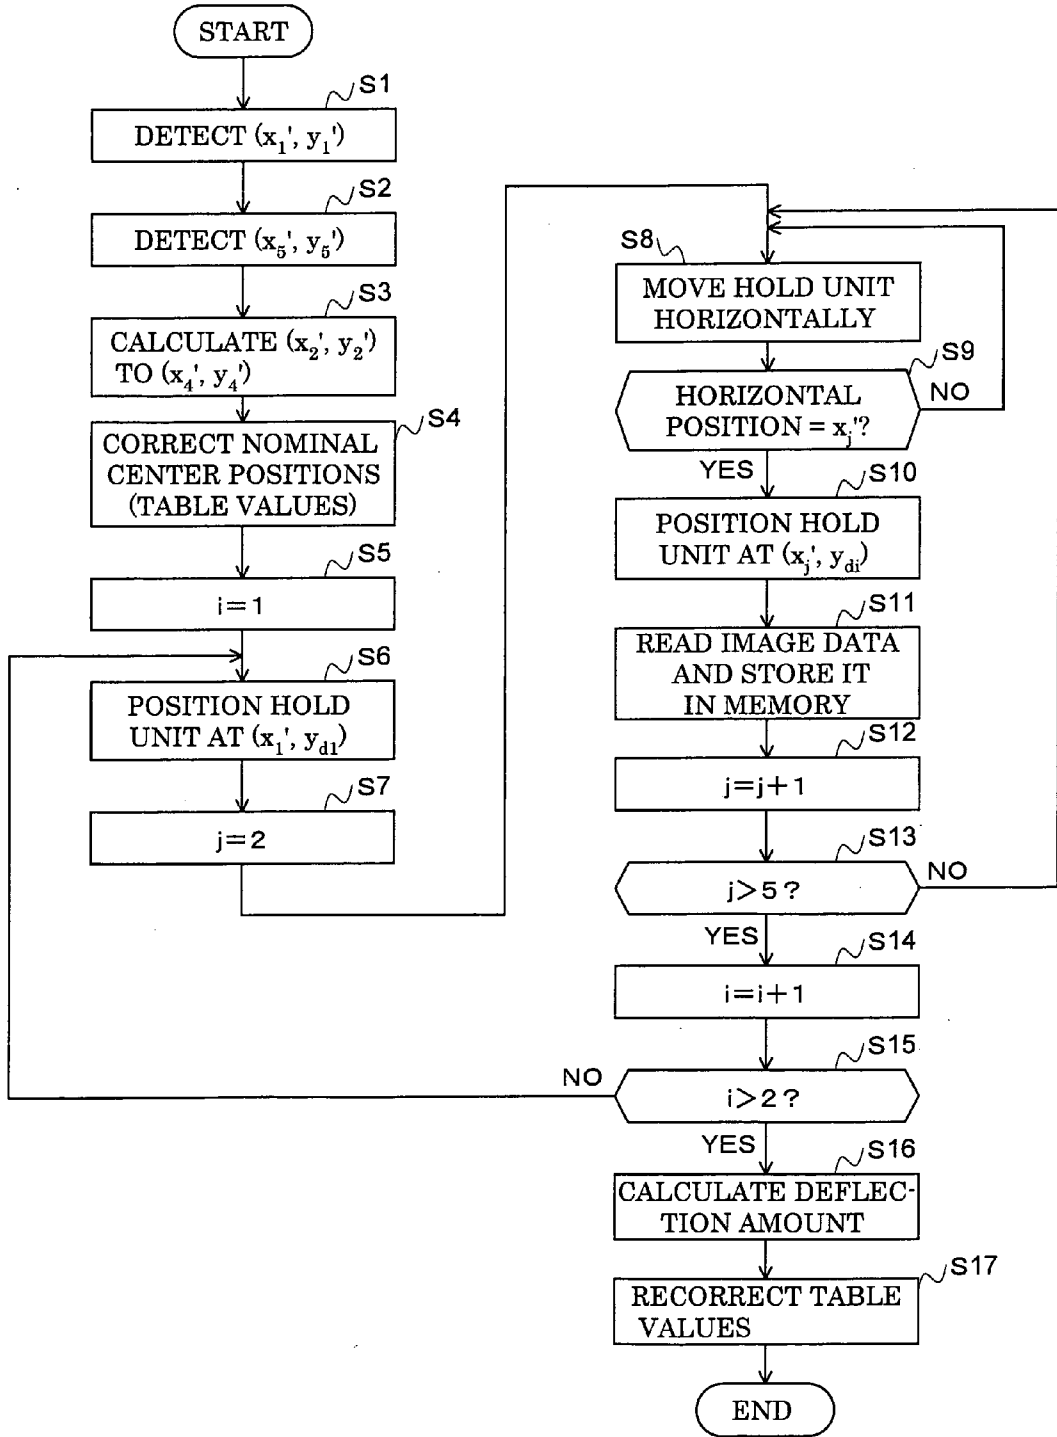 START
S1
DETECT (x1', y1')
S2
DETECT (x5', y5')
S3
CALCULATE (x2', y2')
TO (x4', y4')
S4
CORRECT NOMINAL
CENTER POSITIONS
(TABLE VALUES)
S5
i=1
S6
POSITION HOLD
UNIT AT (x1', yd1)
S7
j=2
S8
MOVE HOLD UNIT
HORIZONTALLY
S9
HORIZONTAL
POSITION = xj'?
NO
YES
S10
POSITION HOLD
UNIT AT (xj', ydi)
S11
READ IMAGE DATA
AND STORE IT
IN MEMORY
S12
j=j+1
S13
j>5?
NO
YES
S14
i=i+1
S15
i>2?
NO
YES
S16
CALCULATE DEFLEC-
TION AMOUNT
S17
RECORRECT TABLE
VALUES
END